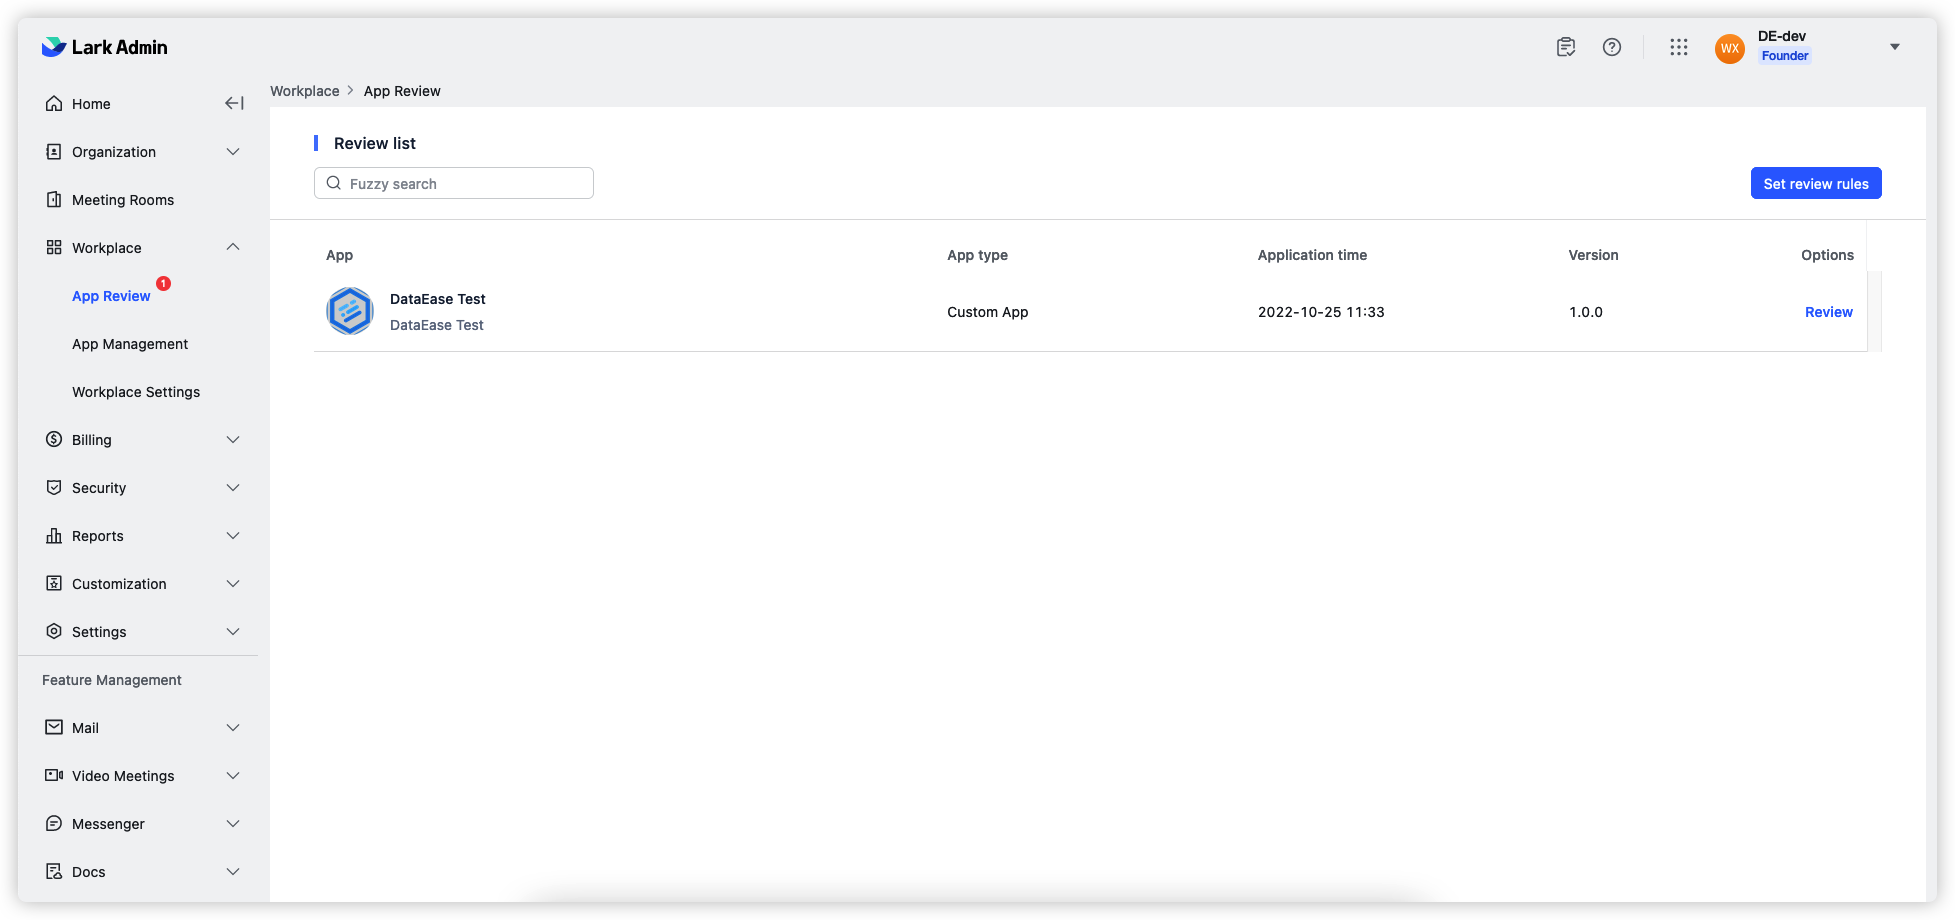 Lark Admin
WX
DE-dev
Founder
Home
Organization
Meeting Rooms
Workplace
App Review
1
App Management
Workplace Settings
Billing
Security
Reports
Customization
Settings
Feature Management
Mail
Video Meetings
Messenger
Docs
Workplace > App Review
Review list
Fuzzy search
Set review rules
App App type Application time Version Options
DataEase Test
DataEase Test
Custom App 2022-10-25 11:33 1.0.0 Review